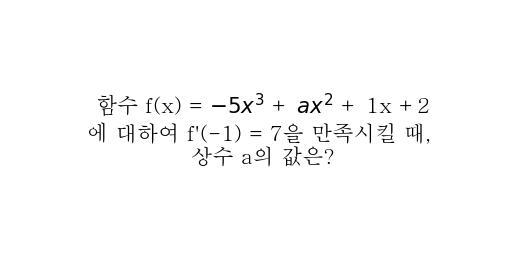 함수 f(x) = −5x³ + ax² + 1x + 2
에 대하여 f'(−1) = 7을 만족시킬 때,
상수 a의 값은?